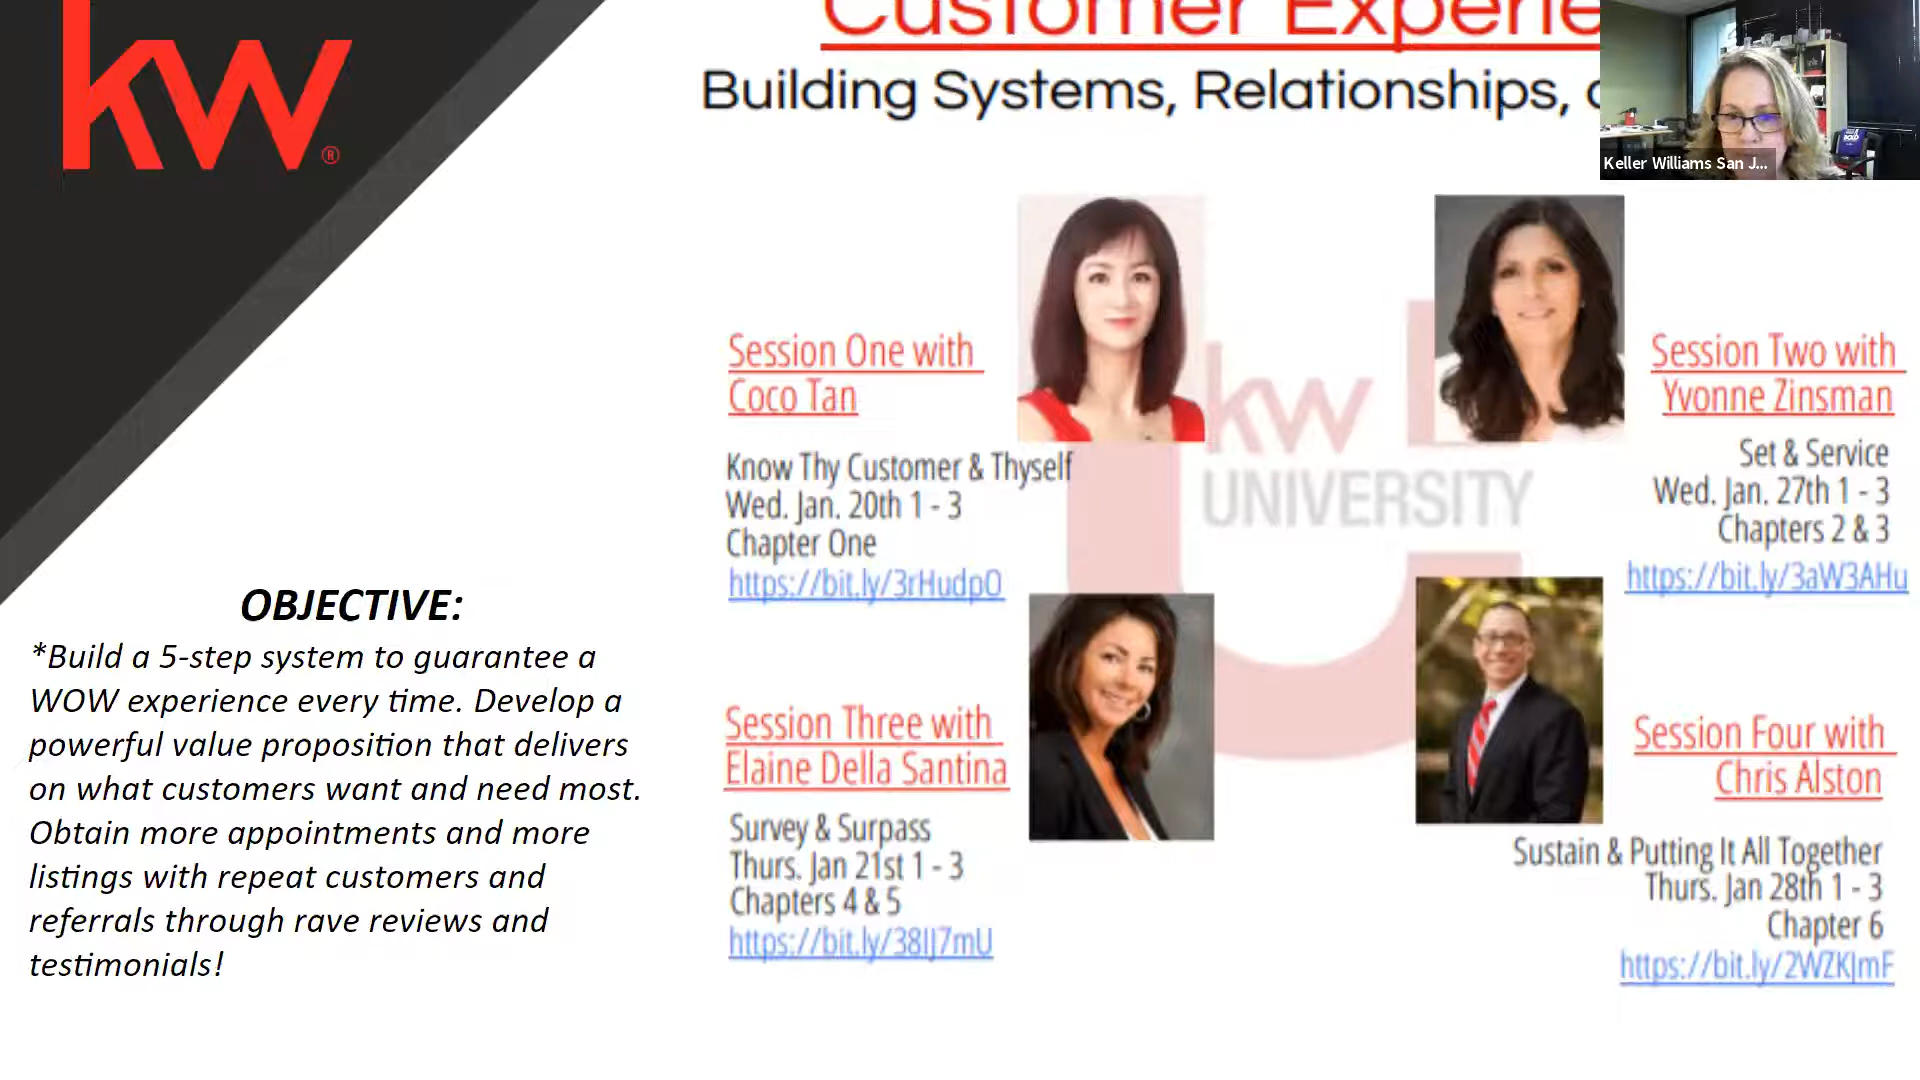 kw®
Customer Experie
Building Systems, Relationships,
Keller Williams San J...
Session One with
Coco Tan
Know Thy Customer & Thyself
Wed. Jan. 20th 1 - 3
Chapter One
https://bit.ly/3rHudpO
Session Two with
Yvonne Zinsman
Set & Service
Wed. Jan. 27th 1 - 3
Chapters 2 & 3
https://bit.ly/3aW3AHu
kw
UNIVERSITY
OBJECTIVE:
*Build a 5-step system to guarantee a
WOW experience every time. Develop a
powerful value proposition that delivers
on what customers want and need most.
Obtain more appointments and more
listings with repeat customers and
referrals through rave reviews and
testimonials!
Session Three with
Elaine Della Santina
Survey & Surpass
Thurs. Jan 21st 1 - 3
Chapters 4 & 5
https://bit.ly/38IJ7mU
Session Four with
Chris Alston
Sustain & Putting It All Together
Thurs. Jan 28th 1 - 3
Chapter 6
https://bit.ly/2WZKJmF